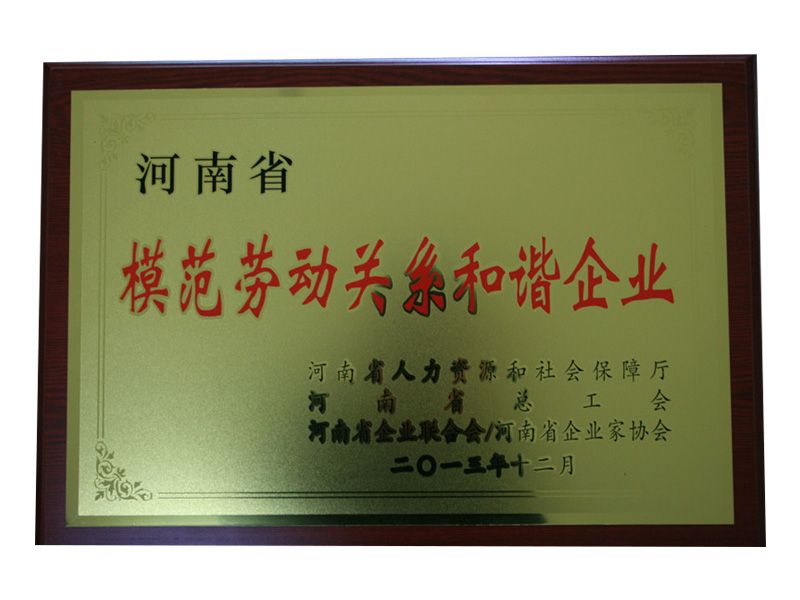 河南省
模范劳动关系和谐企业
河南省人力资源和社会保障厅
河南省总工会
河南省企业联合会/河南省企业家协会
二〇一三年十二月